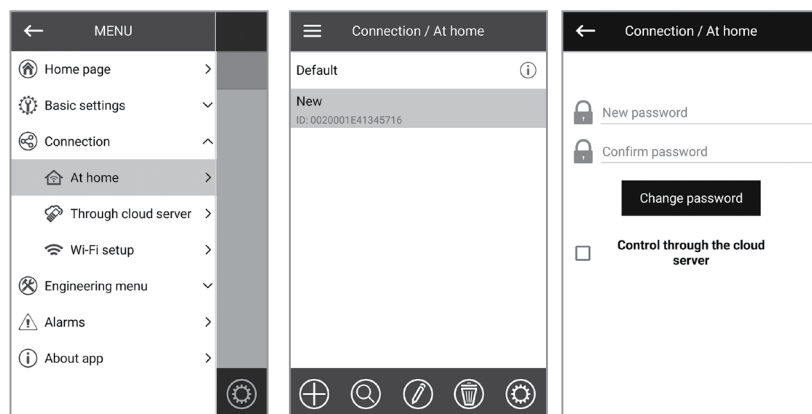 MENU
Home page
Basic settings
Connection
At home
Through cloud server
Wi-Fi setup
Engineering menu
Alarms
About app
Connection / At home
Default
New
ID: 0020001E41345716
Connection / At home
New password
Confirm password
Change password
Control through the cloud
server